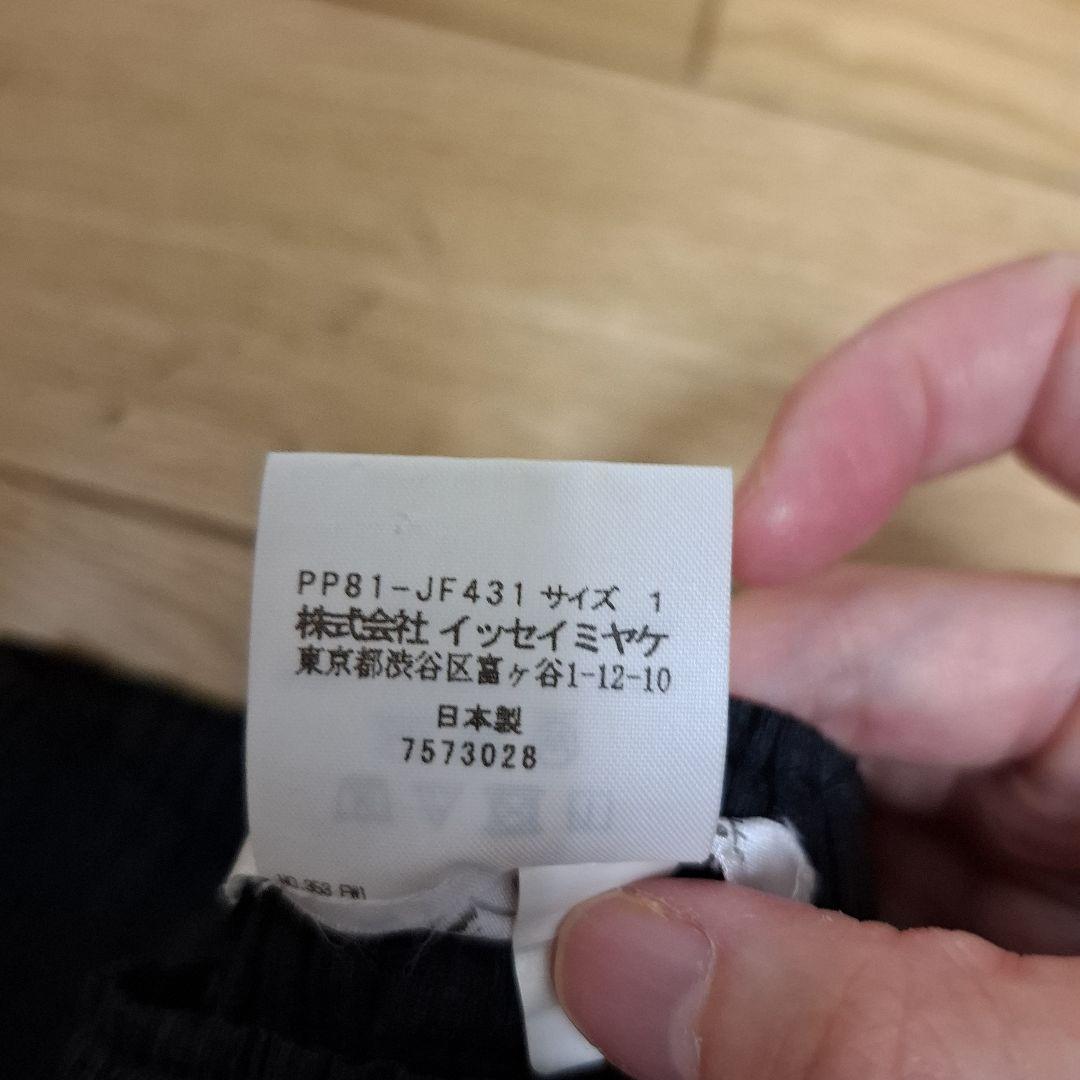 PP81-JF431 サイズ 1
株式会社 イッセイミヤケ
東京都渋谷区富ヶ谷1-12-10
日本製
7573028